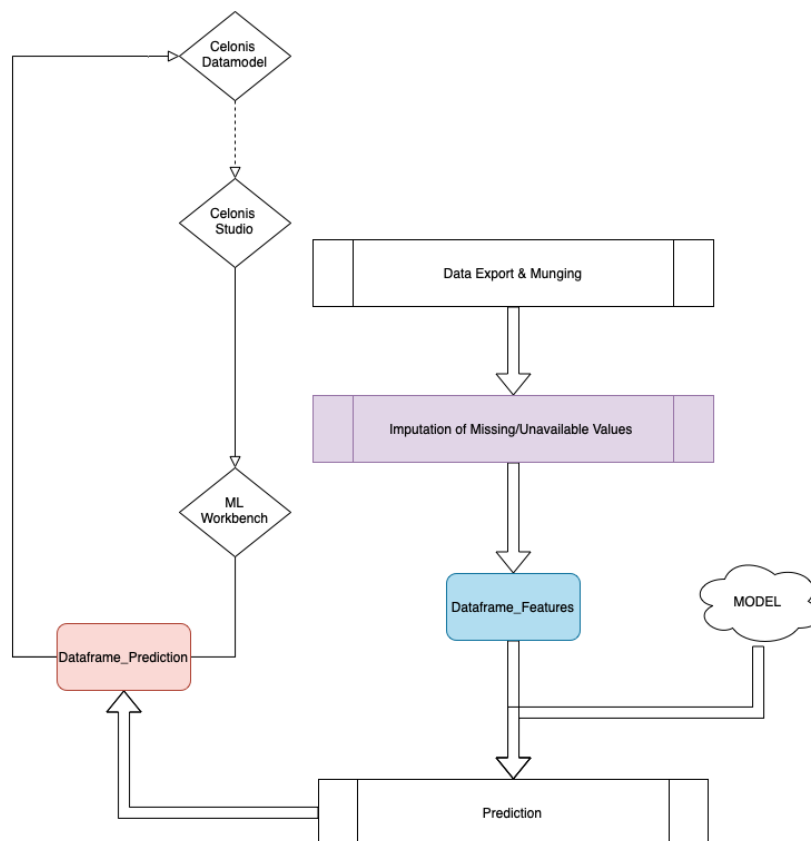 Celonis
Datamodel
Celonis
Studio
Data Export & Munging
Imputation of Missing/Unavailable Values
ML
Workbench
Dataframe_Features
MODEL
Dataframe_Prediction
Prediction